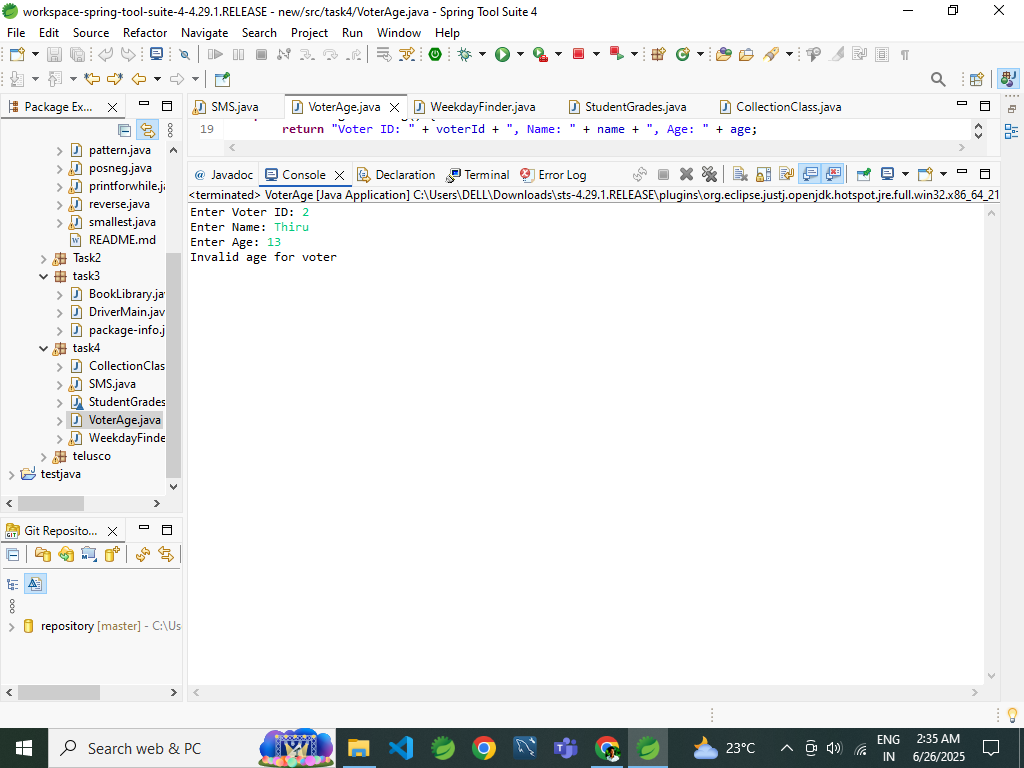 workspace-spring-tool-suite-4-4.29.1.RELEASE - new/src/task4/VoterAge.java - Spring Tool Suite 4
File Edit Source Refactor Navigate Search Project Run Window Help
Package Ex...
pattern.java
posneg.java
printforwhile.ja
reverse.java
smallest.java
README.md
Task2
task3
BookLibrary.ja
DriverMain.jav
package-info.j
task4
CollectionClas
SMS.java
StudentGrades
VoterAge.java
WeekdayFinde
telusco
testjava
Git Reposito...
repository [master] - C:\Us
SMS.java VoterAge.java WeekdayFinder.java StudentGrades.java CollectionClass.java
19 return "Voter ID: " + voterId + ", Name: " + name + ", Age: " + age;
@ Javadoc Console Declaration Terminal Error Log
<terminated> VoterAge [Java Application] C:\Users\DELL\Downloads\sts-4.29.1.RELEASE\plugins\org.eclipse.justj.openjdk.hotspot.jre.full.win32.x86_64_21
Enter Voter ID: 2
Enter Name: Thiru
Enter Age: 13
Invalid age for voter
Search web & PC
23°C
ENG
IN
2:35 AM
6/26/2025